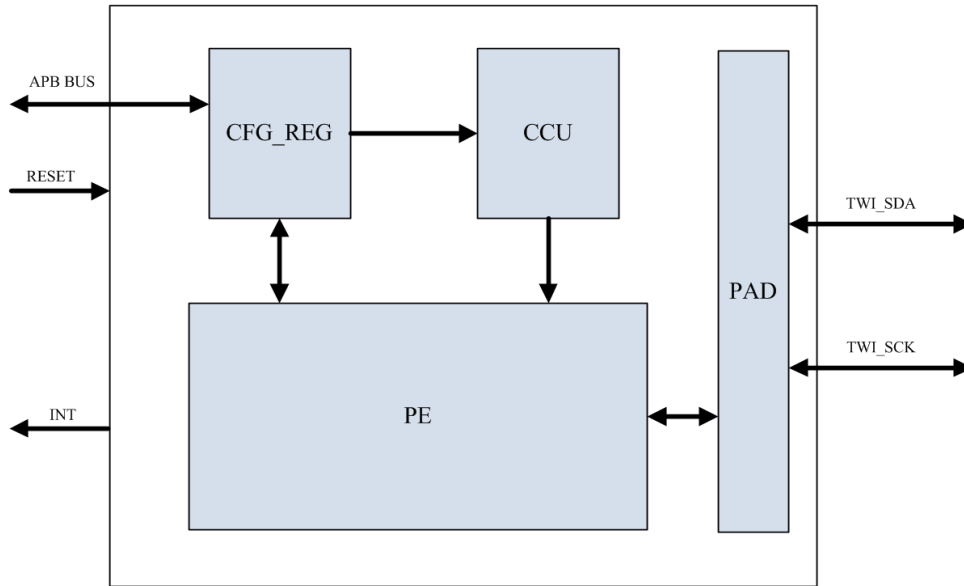 APB BUS
CFG_REG
CCU
RESET
TWI_SDA
PAD
TWI_SCK
INT
PE